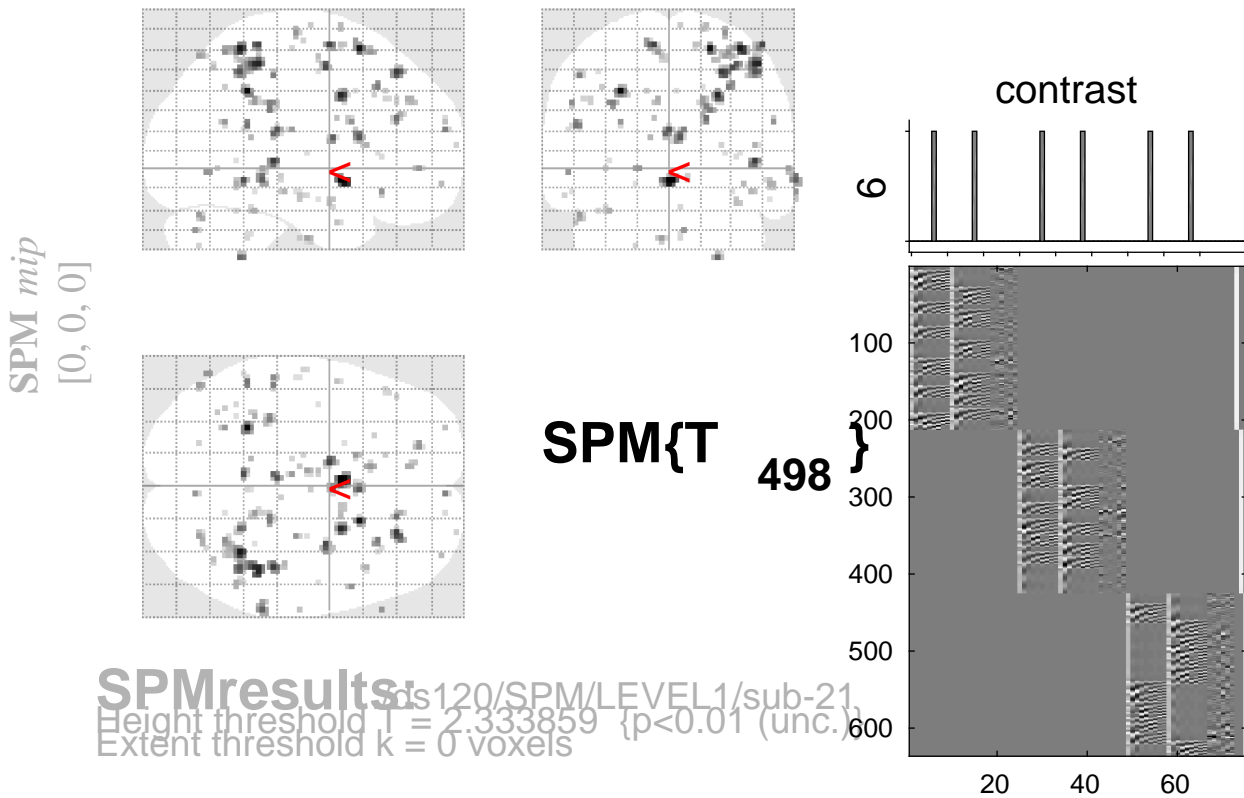 SPM mip
[0, 0, 0]
<
<
<
SPM{T498}
contrast
6
100
200
300
400
500
600
20 40 60
SPMresults: /ds120/SPM/LEVEL1/sub-21
Height threshold T = 2.333859 {p<0.01 (unc.)}
Extent threshold k = 0 voxels